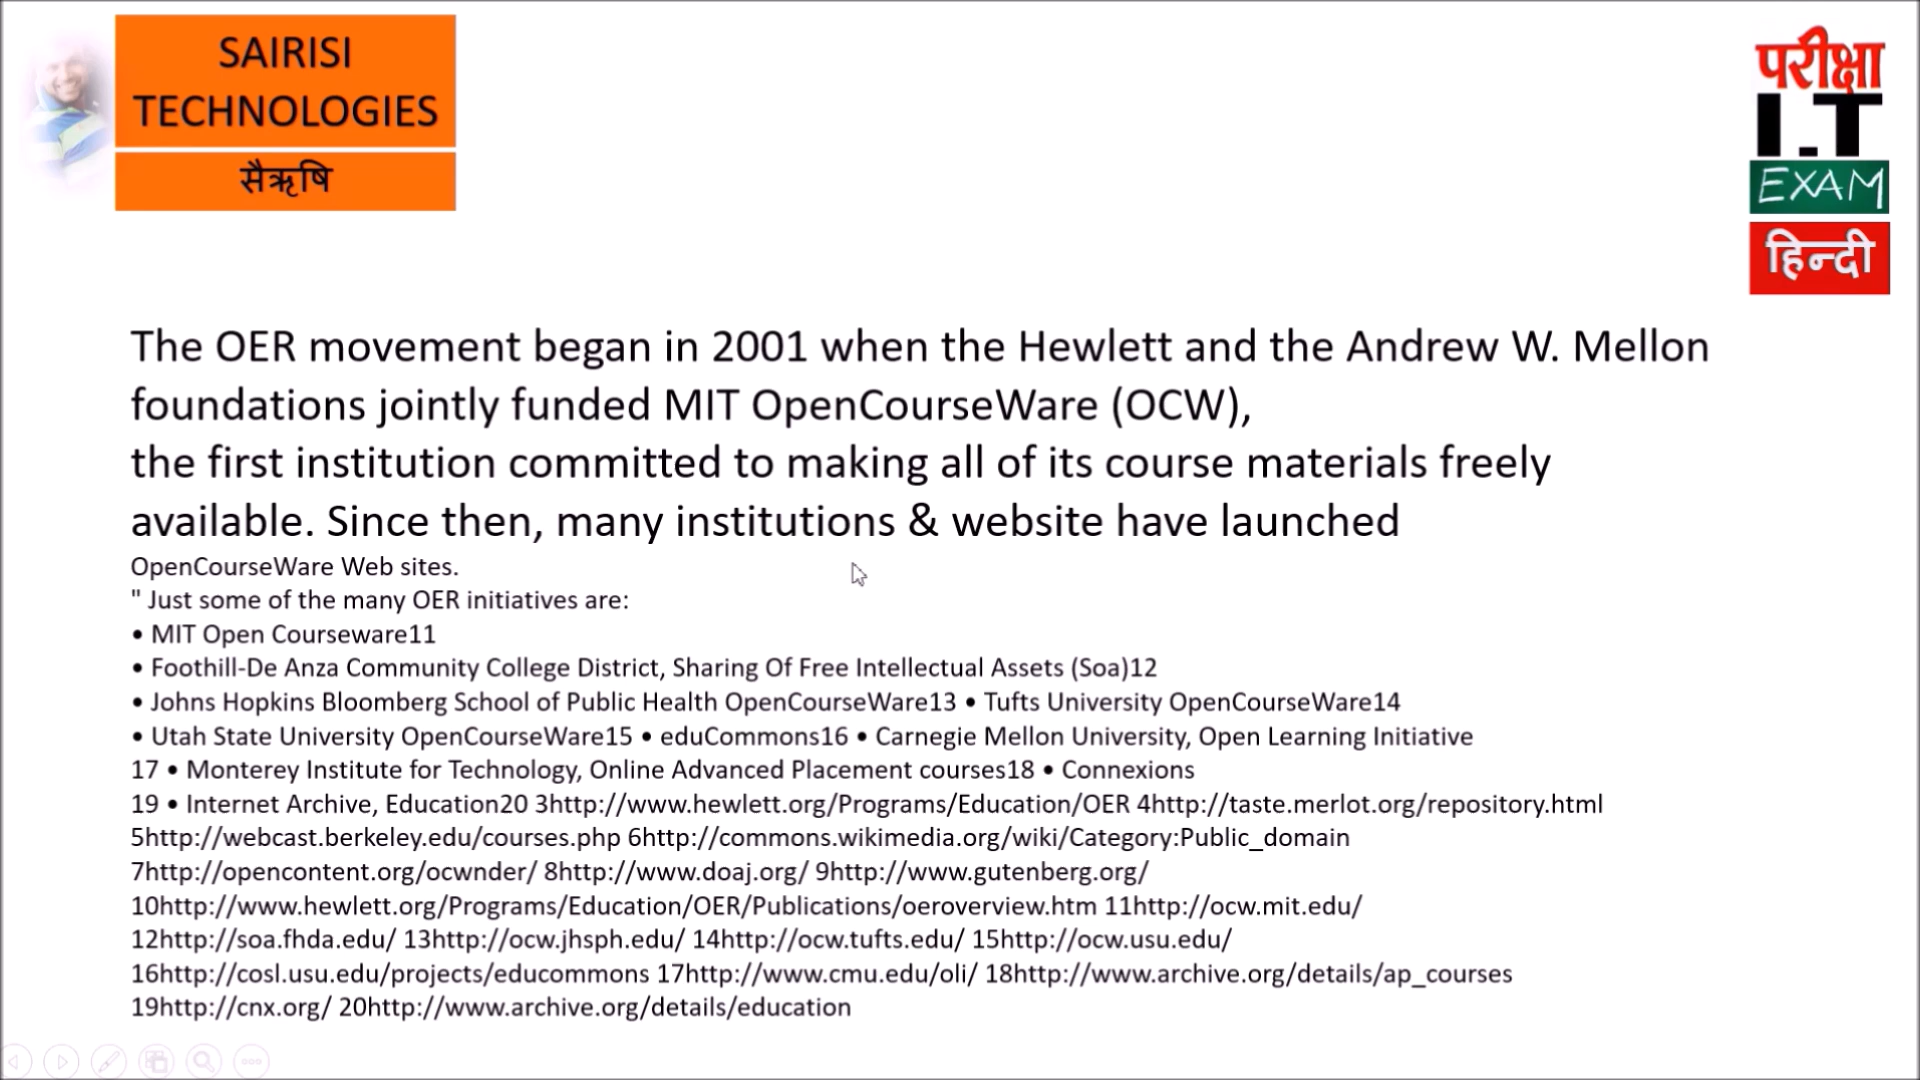 SAIRISI
TECHNOLOGIES
सैऋषि
परीक्षा
I.T
EXAM
हिन्दी
The OER movement began in 2001 when the Hewlett and the Andrew W. Mellon
foundations jointly funded MIT OpenCourseWare (OCW),
the first institution committed to making all of its course materials freely
available. Since then, many institutions & website have launched
OpenCourseWare Web sites.
" Just some of the many OER initiatives are:
• MIT Open Courseware11
• Foothill-De Anza Community College District, Sharing Of Free Intellectual Assets (Soa)12
• Johns Hopkins Bloomberg School of Public Health OpenCourseWare13 • Tufts University OpenCourseWare14
• Utah State University OpenCourseWare15 • eduCommons16 • Carnegie Mellon University, Open Learning Initiative
17 • Monterey Institute for Technology, Online Advanced Placement courses18 • Connexions
19 • Internet Archive, Education20 3http://www.hewlett.org/Programs/Education/OER 4http://taste.merlot.org/repository.html
5http://webcast.berkeley.edu/courses.php 6http://commons.wikimedia.org/wiki/Category:Public_domain
7http://opencontent.org/ocwnder/ 8http://www.doaj.org/ 9http://www.gutenberg.org/
10http://www.hewlett.org/Programs/Education/OER/Publications/oeroverview.htm 11http://ocw.mit.edu/
12http://soa.fhda.edu/ 13http://ocw.jhsph.edu/ 14http://ocw.tufts.edu/ 15http://ocw.usu.edu/
16http://cosl.usu.edu/projects/educommons 17http://www.cmu.edu/oli/ 18http://www.archive.org/details/ap_courses
19http://cnx.org/ 20http://www.archive.org/details/education